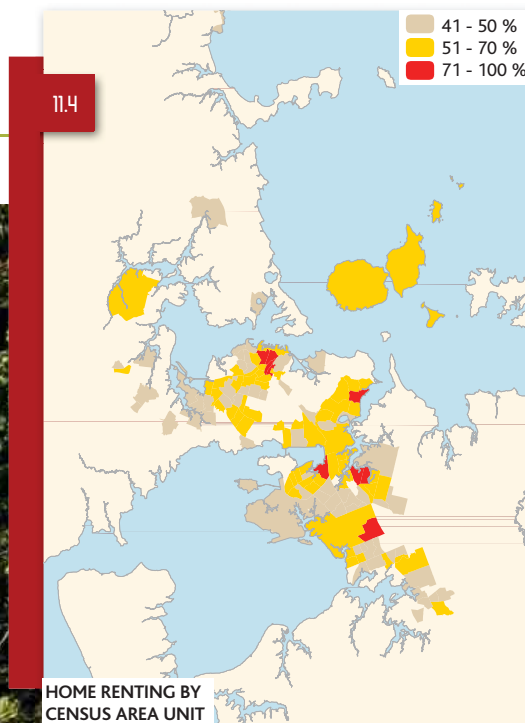 41 - 50 %
51 - 70 %
71 - 100 %
11.4
HOME RENTING BY
CENSUS AREA UNIT